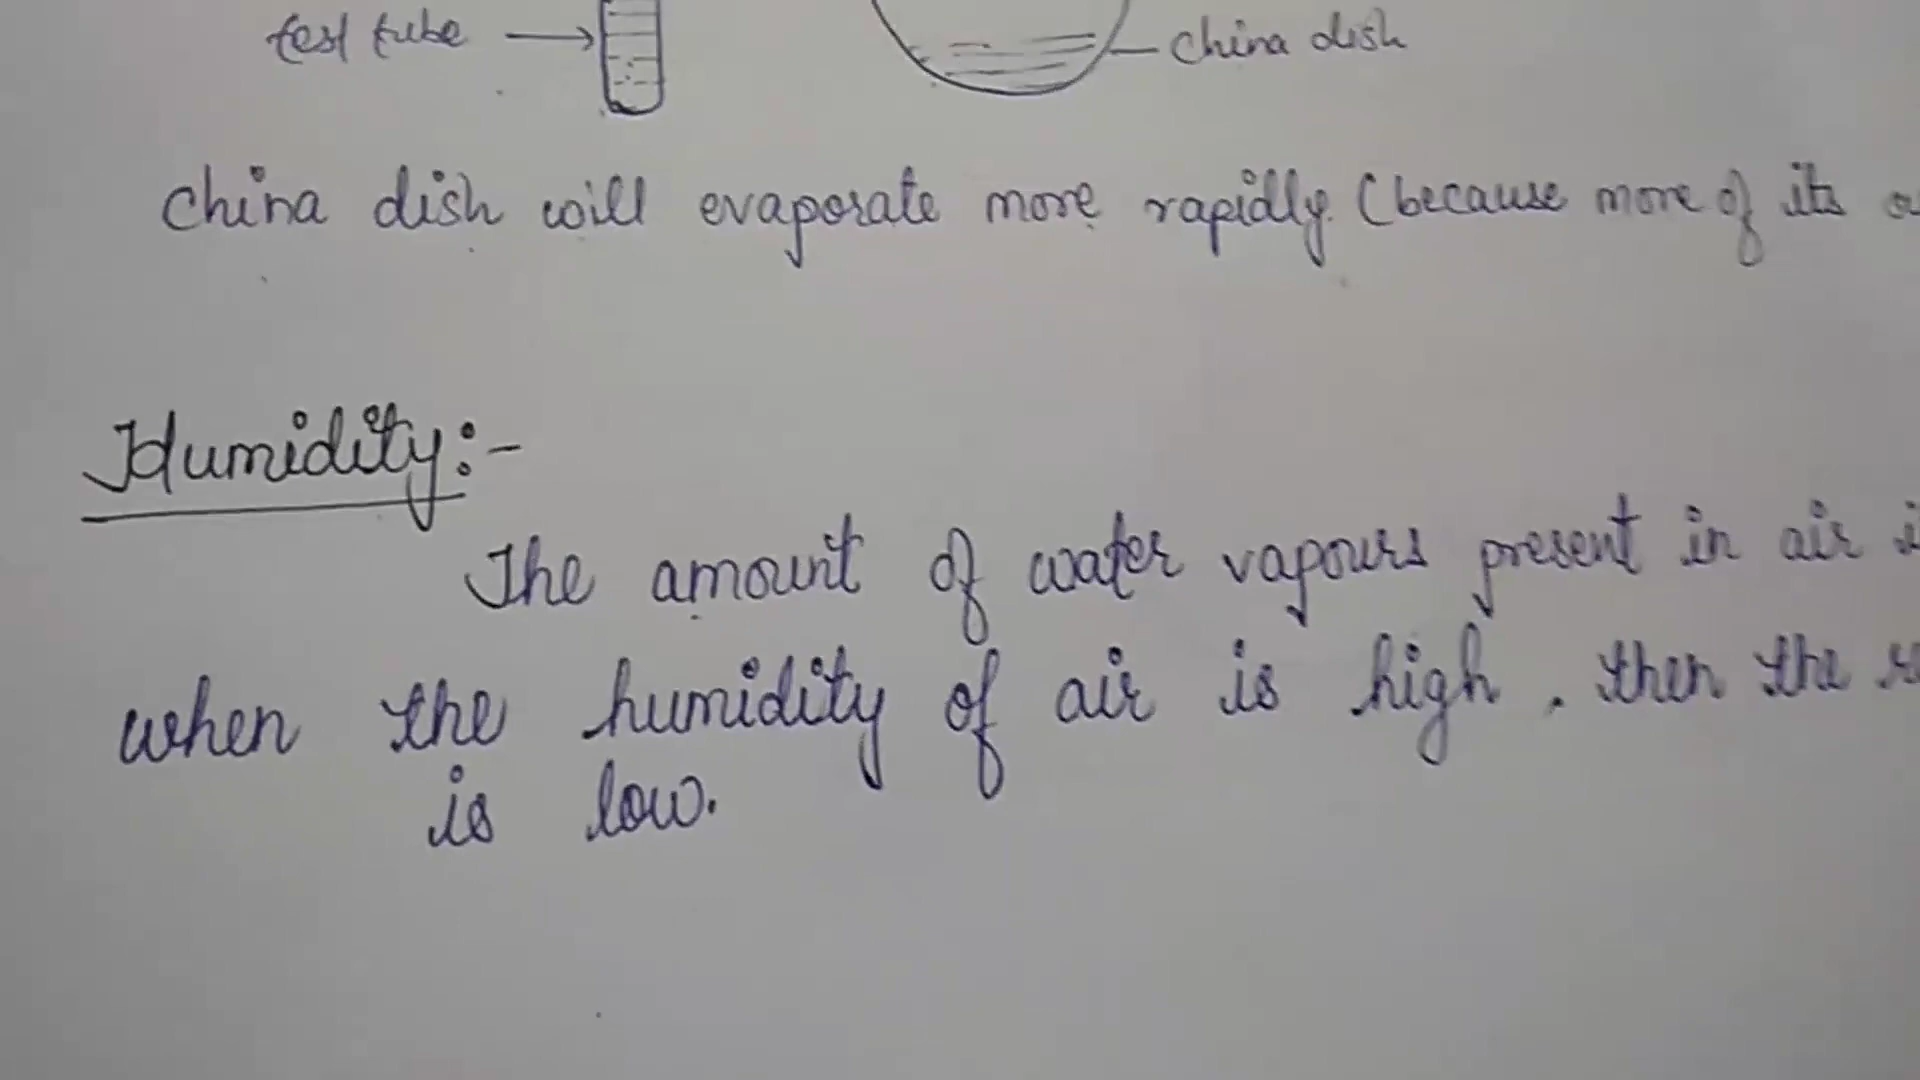 test tube
china dish
china dish will evaporate more rapidly. (because more of its
Humidity:-
The amount of water vapours present in air
when the humidity of air is high, then the
is low.